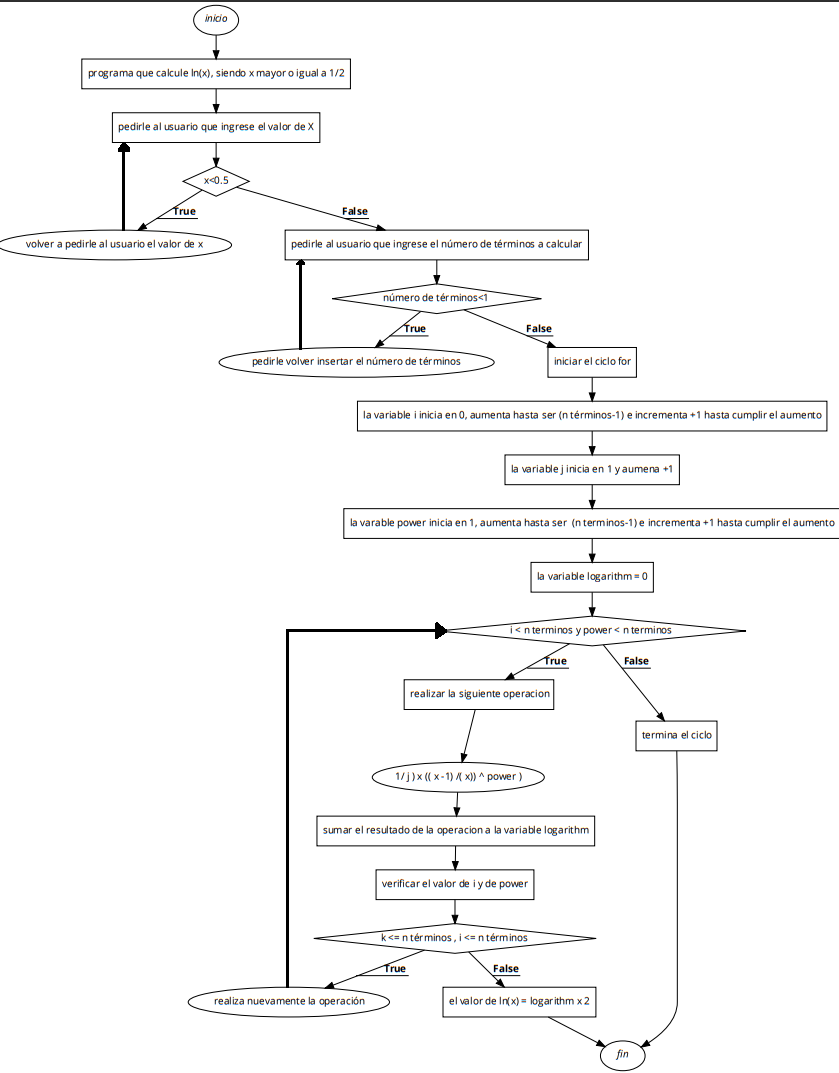 inicio
programa que calcule ln(x), siendo x mayor o igual a 1/2
pedirle al usuario que ingrese el valor de X
x<0.5
True
False
volver a pedirle al usuario el valor de x
pedirle al usuario que ingrese el número de términos a calcular
número de términos<1
True
False
pedirle volver insertar el número de términos
iniciar el ciclo for
la variable i inicia en 0, aumenta hasta ser (n términos-1) e incrementa +1 hasta cumplir el aumento
la variable j inicia en 1 y aumena +1
la varable power inicia en 1, aumenta hasta ser (n terminos-1) e incrementa +1 hasta cumplir el aumento
la variable logarithm = 0
i < n terminos y power < n terminos
True
False
realizar la siguiente operacion
termina el ciclo
1/ j ) x (( x -1) /( x)) ^ power )
sumar el resultado de la operacion a la variable logarithm
verificar el valor de i y de power
k <= n términos , i <= n términos
True
False
realiza nuevamente la operación
el valor de ln(x) = logarithm x 2
fin